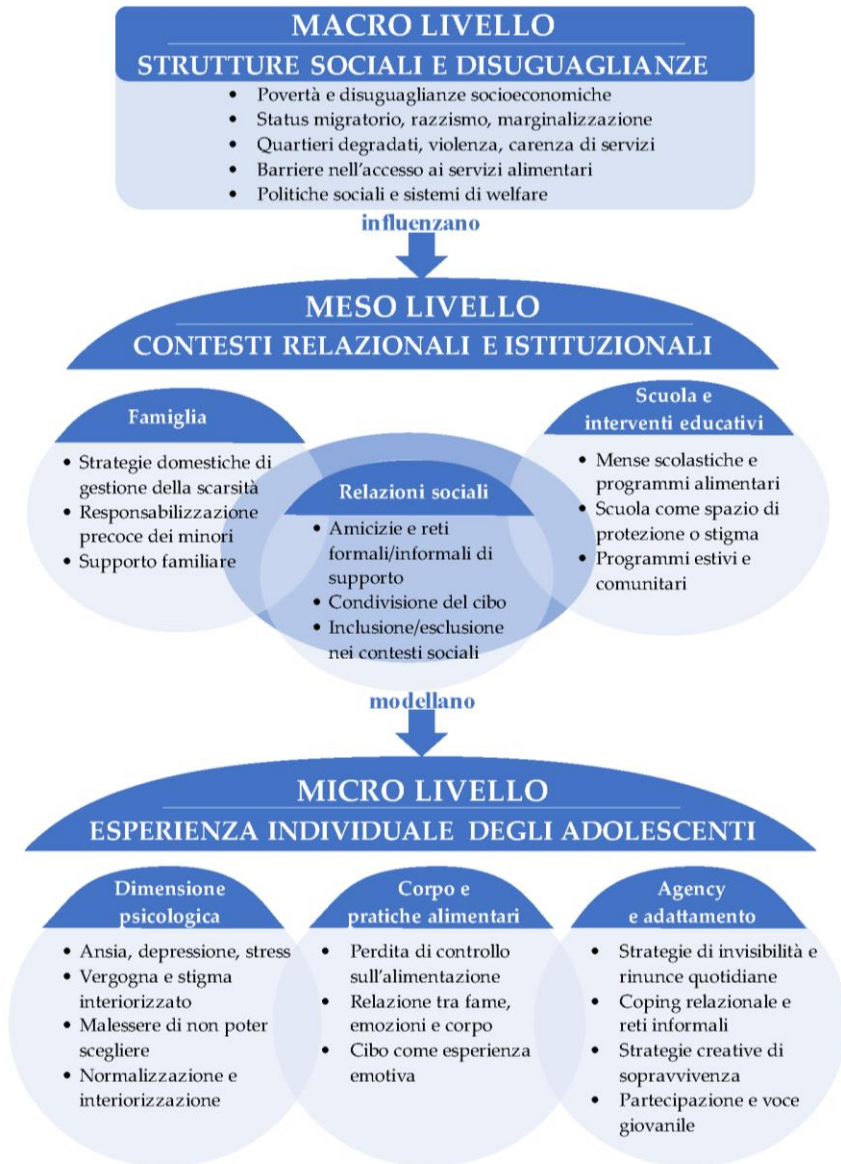 MACRO LIVELLO
STRUTTURE SOCIALI E DISUGUAGLIANZE
• Povertà e disuguaglianze socioeconomiche
• Status migratorio, razzismo, marginalizzazione
• Quartieri degradati, violenza, carenza di servizi
• Barriere nell'accesso ai servizi alimentari
• Politiche sociali e sistemi di welfare
influenzano
MESO LIVELLO
CONTESTI RELAZIONALI E ISTITUZIONALI
Famiglia
• Strategie domestiche di
gestione della scarsità
• Responsabilizzazione
precoce dei minori
• Supporto familiare
Relazioni sociali
• Amicizie e reti
formali/informali di
supporto
• Condivisione del cibo
• Inclusione/esclusione
nei contesti sociali
Scuola e
interventi educativi
• Mense scolastiche e
programmi alimentari
• Scuola come spazio di
protezione o stigma
• Programmi estivi e
comunitari
modellano
MICRO LIVELLO
ESPERIENZA INDIVIDUALE DEGLI ADOLESCENTI
Dimensione
psicologica
• Ansia, depressione, stress
• Vergogna e stigma
interiorizzato
• Malessere di non poter
scegliere
• Normalizzazione e
interiorizzazione
Corpo e
pratiche alimentari
• Perdita di controllo
sull'alimentazione
• Relazione tra fame,
emozioni e corpo
• Cibo come esperienza
emotiva
Agency
e adattamento
• Strategie di invisibilità e
rinunce quotidiane
• Coping relazionale e
reti informali
• Strategie creative di
sopravvivenza
• Partecipazione e voce
giovanile